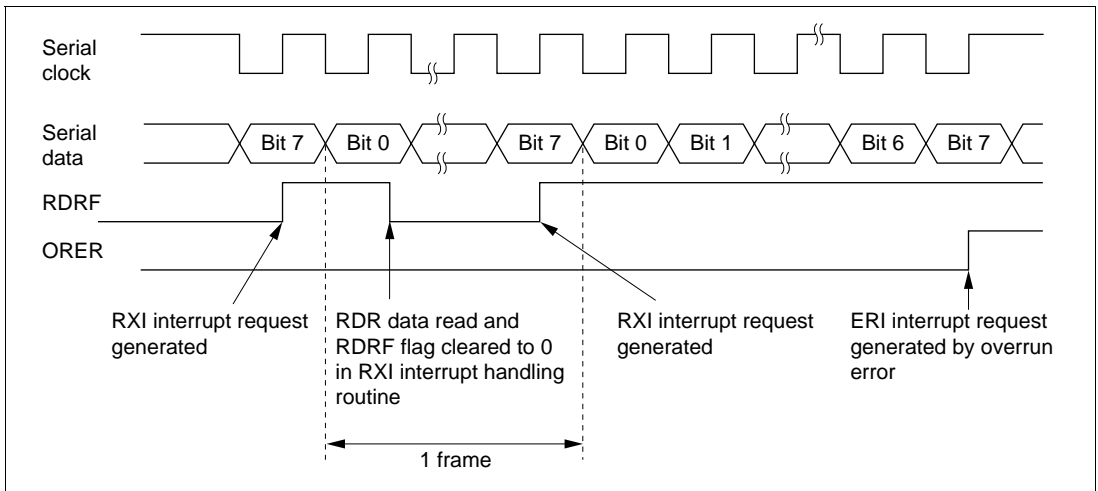 Serial
clock
Serial
data
Bit 7
Bit 0
Bit 7
Bit 0
Bit 1
Bit 6
Bit 7
RDRF
ORER
RXI interrupt request
generated
RDR data read and
RDRF flag cleared to 0
in RXI interrupt handling
routine
RXI interrupt request
generated
ERI interrupt request
generated by overrun
error
1 frame